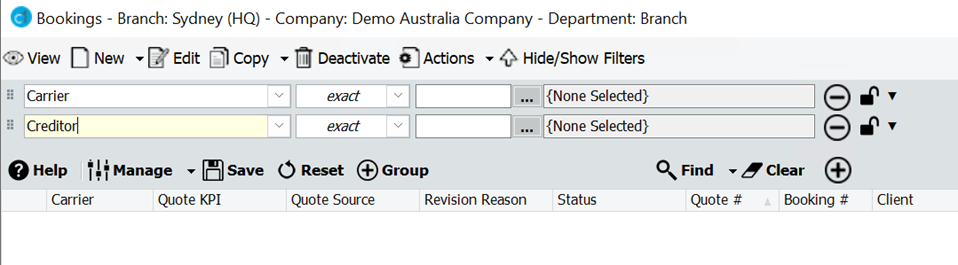 Bookings - Branch: Sydney (HQ) - Company: Demo Australia Company - Department: Branch
View New Edit Copy Deactivate Actions Hide/Show Filters
Carrier exact ... {None Selected}
Creditor exact ... {None Selected}
Help Manage Save Reset Group Find Clear
Carrier Quote KPI Quote Source Revision Reason Status Quote # Booking # Client